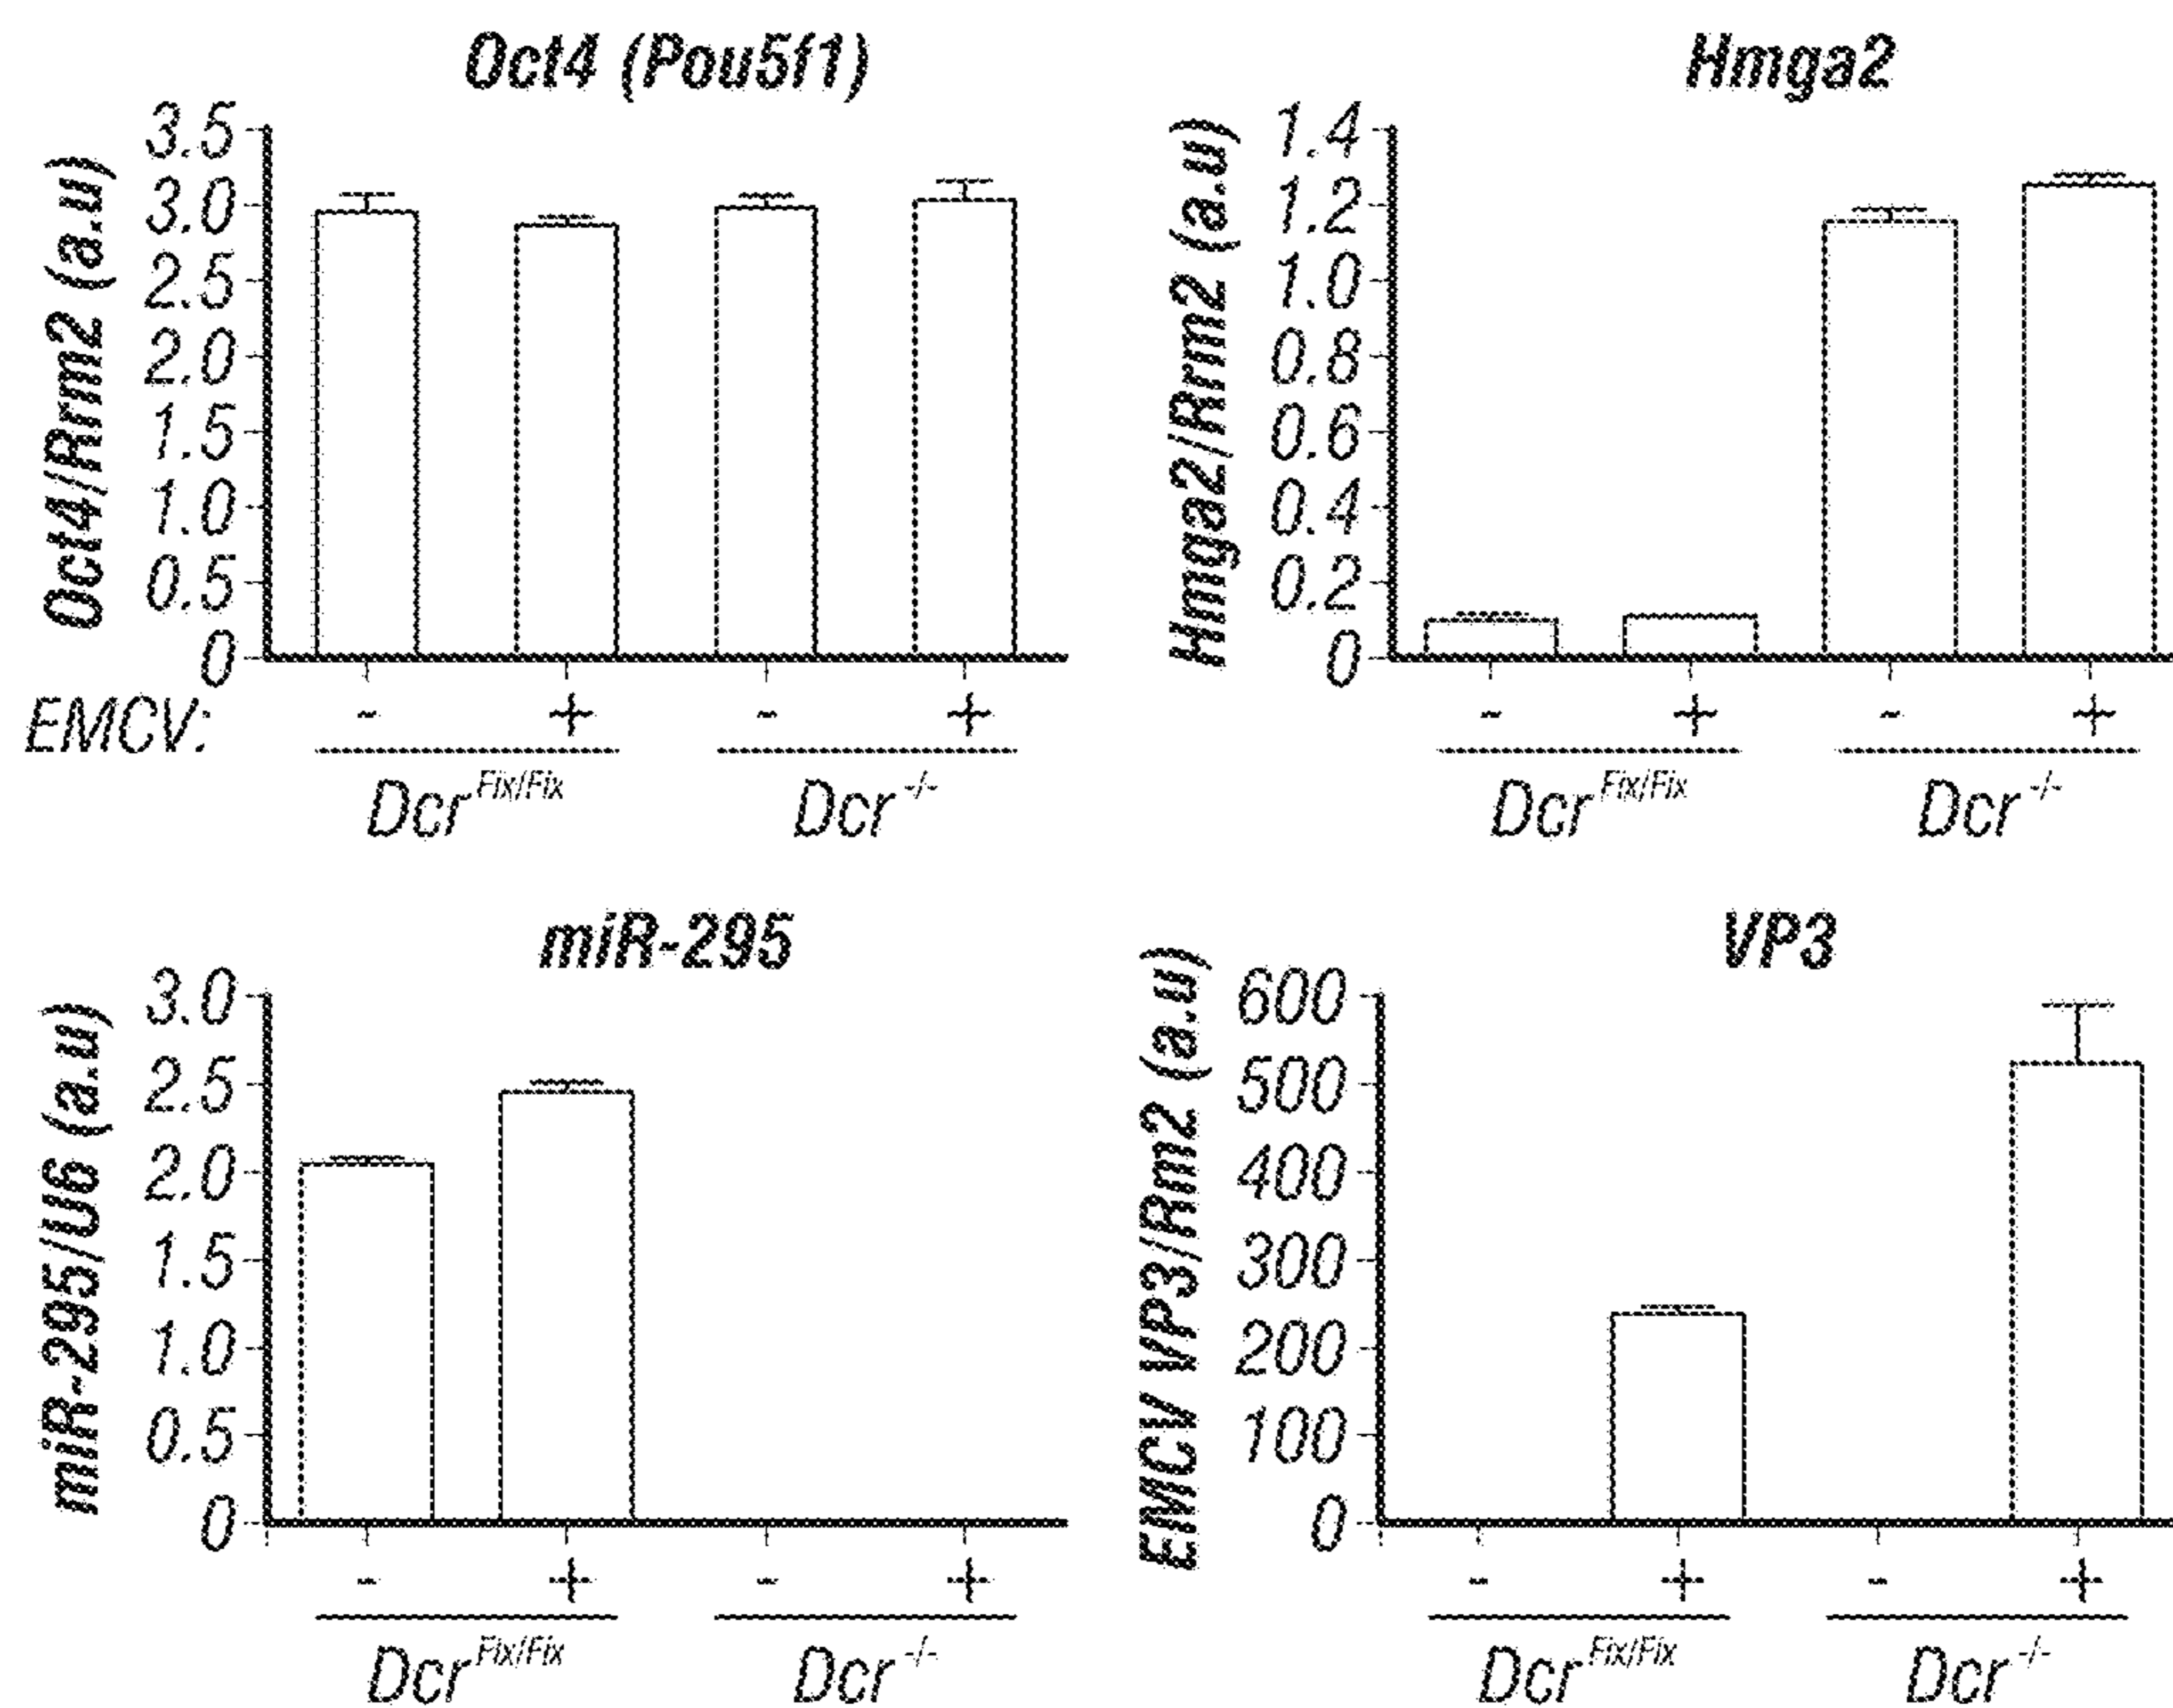 Oct4 (Pou5f1)
Oct4/Rrm2 (a.u)
3.5
3.0
2.5
2.0
1.5
1.0
0.5
0
EMCV: - + - +
Dcr Flx/Flx Dcr -/-
Hmga2
Hmga2/Rrm2 (a.u)
1.4
1.2
1.0
0.8
0.6
0.4
0.2
0
- + - +
Dcr Flx/Flx Dcr -/-
miR-295
miR-295/U6 (a.u)
3.0
2.5
2.0
1.5
1.0
0.5
0
- + - +
Dcr Flx/Flx Dcr -/-
VP3
EMCV VP3/Rm2 (a.u)
600
500
400
300
200
100
0
- + - +
Dcr Flx/Flx Dcr -/-